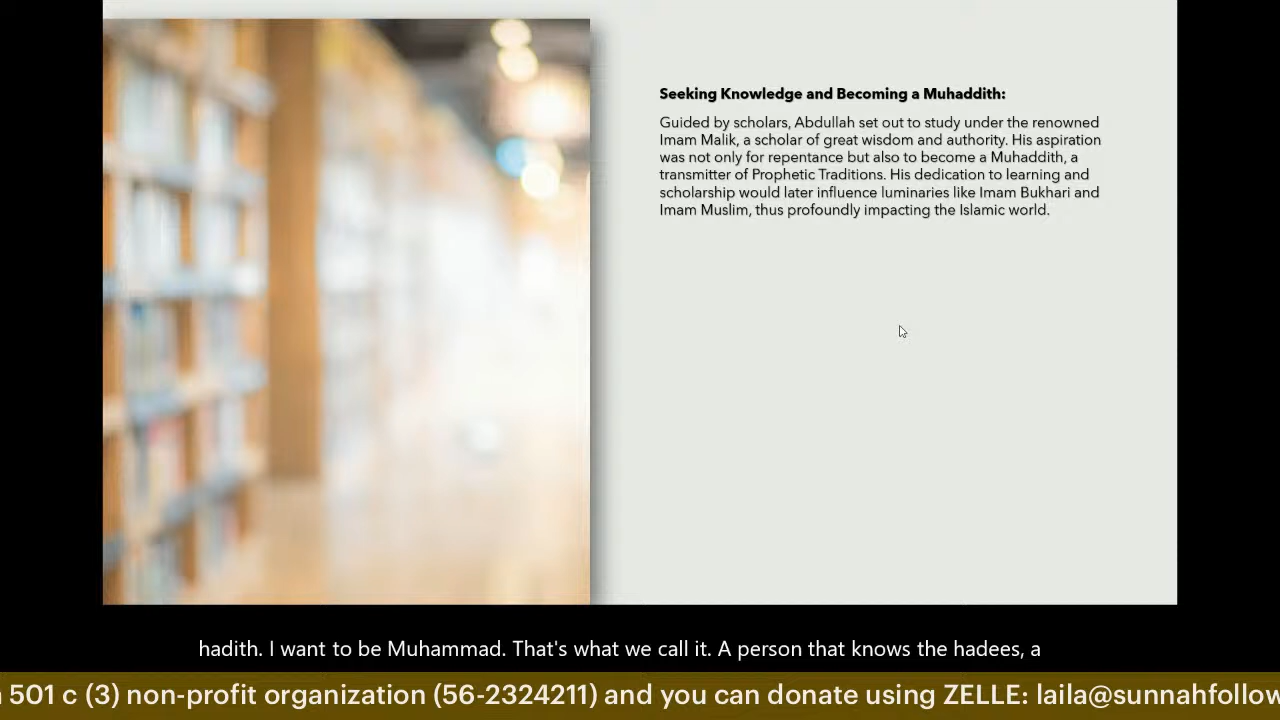 Seeking Knowledge and Becoming a Muhaddith:
Guided by scholars, Abdullah set out to study under the renowned
Imam Malik, a scholar of great wisdom and authority. His aspiration
was not only for repentance but also to become a Muhaddith, a
transmitter of Prophetic Traditions. His dedication to learning and
scholarship would later influence luminaries like Imam Bukhari and
Imam Muslim, thus profoundly impacting the Islamic world.
hadith. I want to be Muhammad. That's what we call it. A person that knows the hadees, a
501 c (3) non-profit organization (56-2324211) and you can donate using ZELLE: laila@sunnahfollow